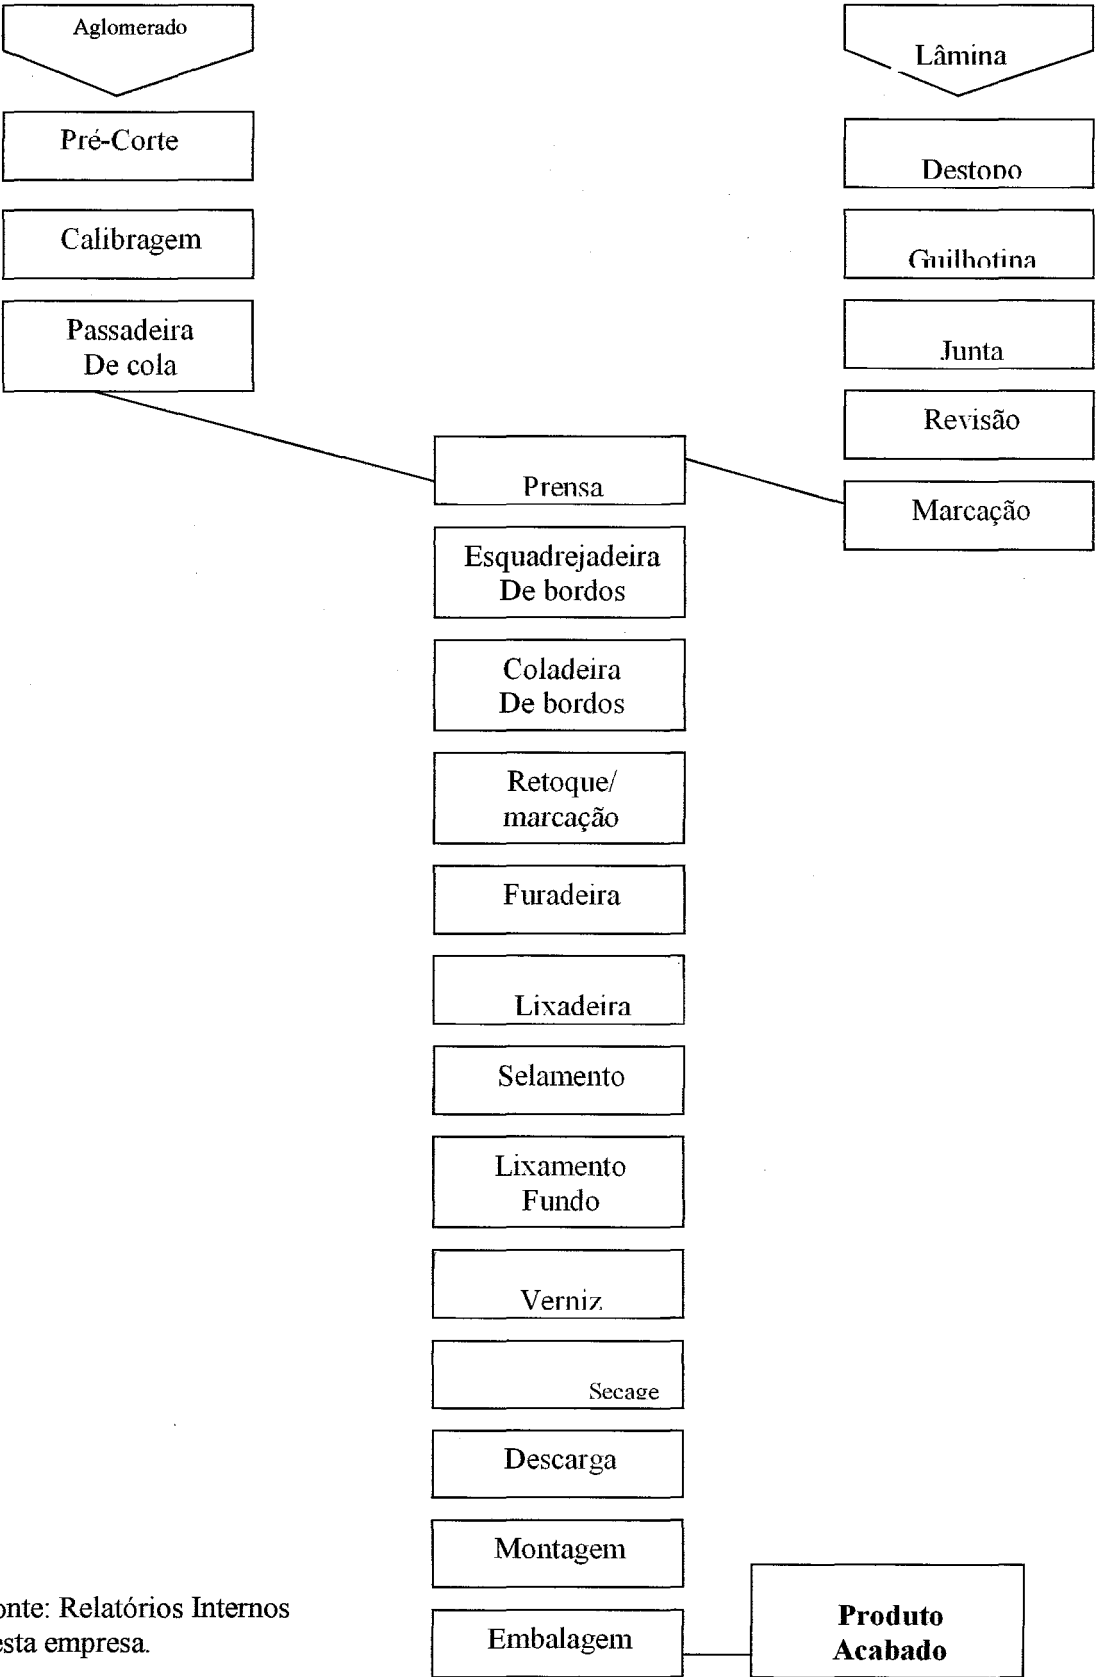 Aglomerado
Pré-Corte
Calibragem
Passadeira
De cola
Lâmina
Destopo
Guilhotina
Junta
Revisão
Marcação
Prensa
Esquadrejadeira
De bordos
Coladeira
De bordos
Retoque/
marcação
Furadeira
Lixadeira
Selamento
Lixamento
Fundo
Verniz
Secage
Descarga
Montagem
Embalagem
Produto
Acabado
onte: Relatórios Internos
esta empresa.